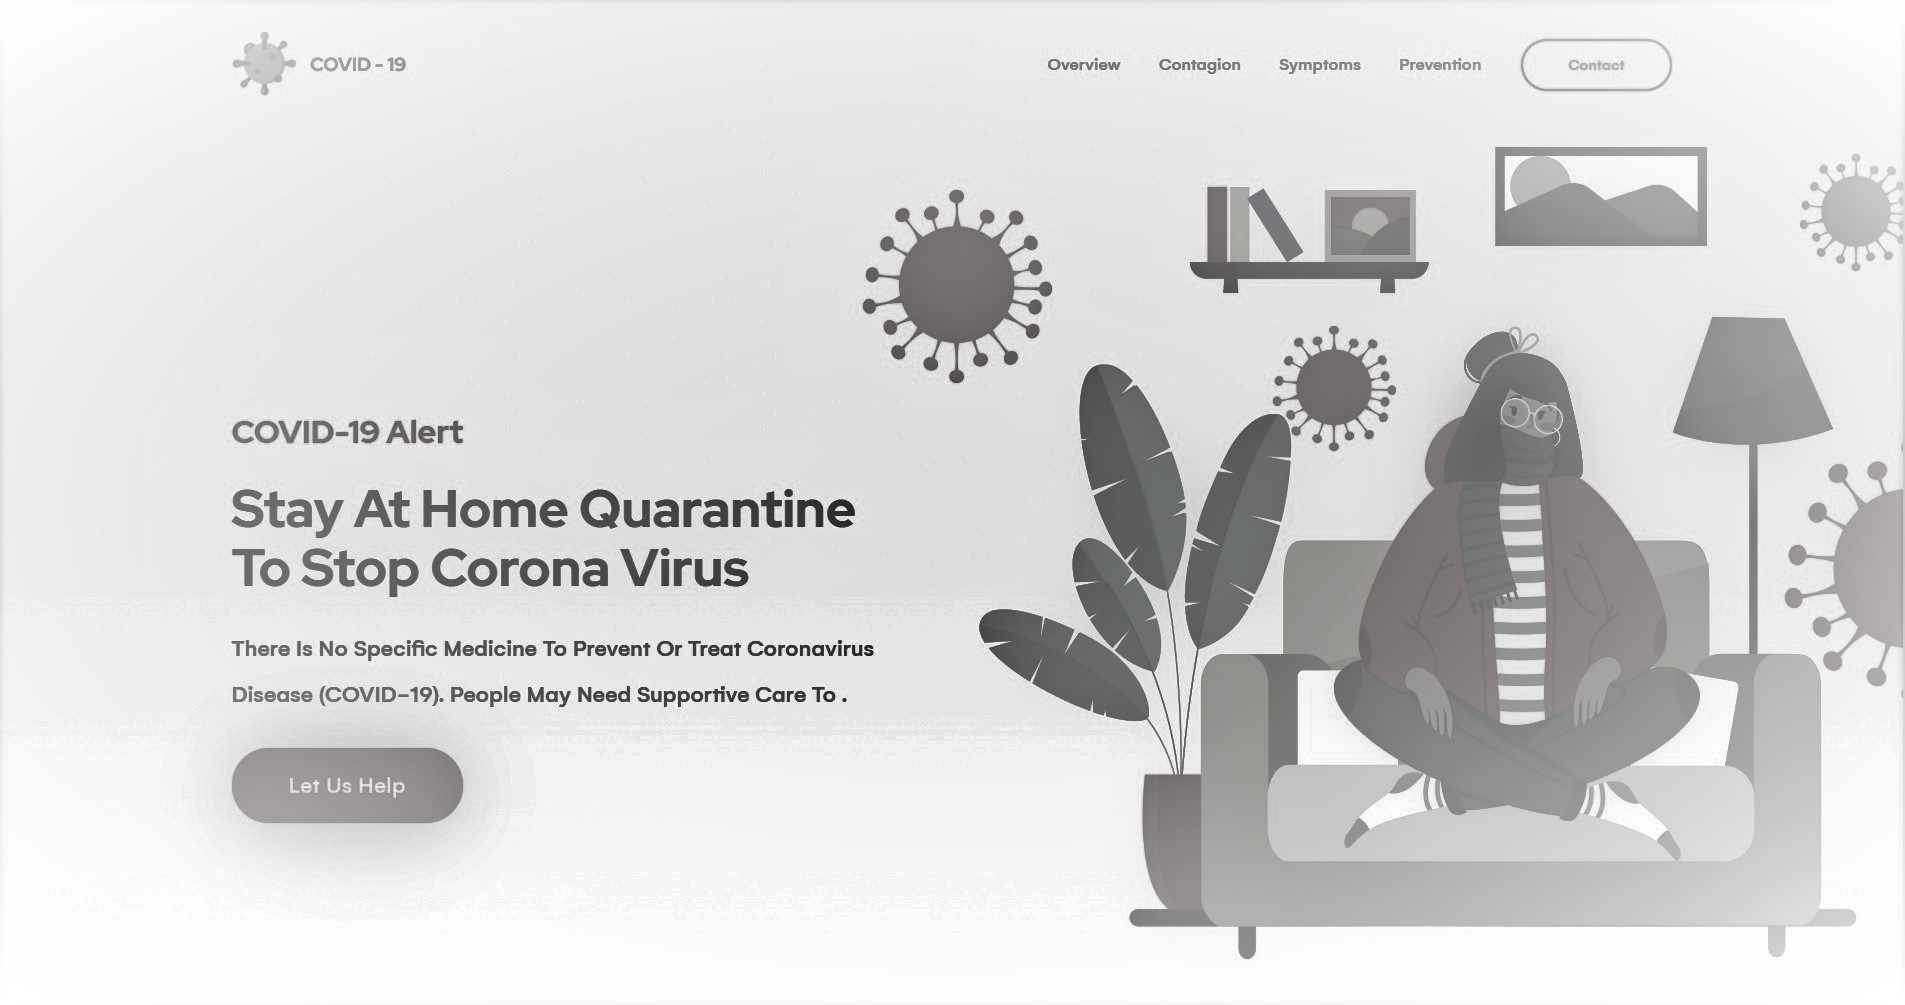 COVID - 19
Overview
Contagion
Symptoms
Prevention
Contact
COVID-19 Alert
Stay At Home Quarantine
To Stop Corona Virus
There Is No Specific Medicine To Prevent Or Treat Coronavirus
Disease (COVID-19). People May Need Supportive Care To .
Let Us Help